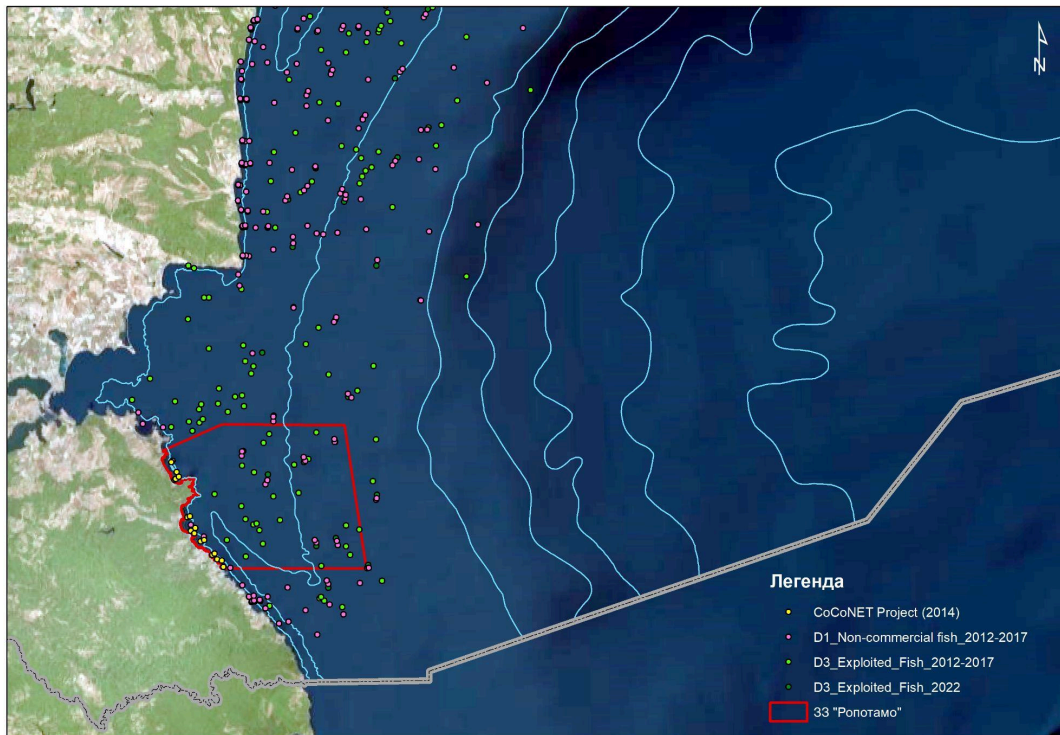 N
Легенда
CoCoNET Project (2014)
D1_Non-commercial fish_2012-2017
D3_Exploited_Fish_2012-2017
D3_Exploited_Fish_2022
ЗЗ "Ропотамо"